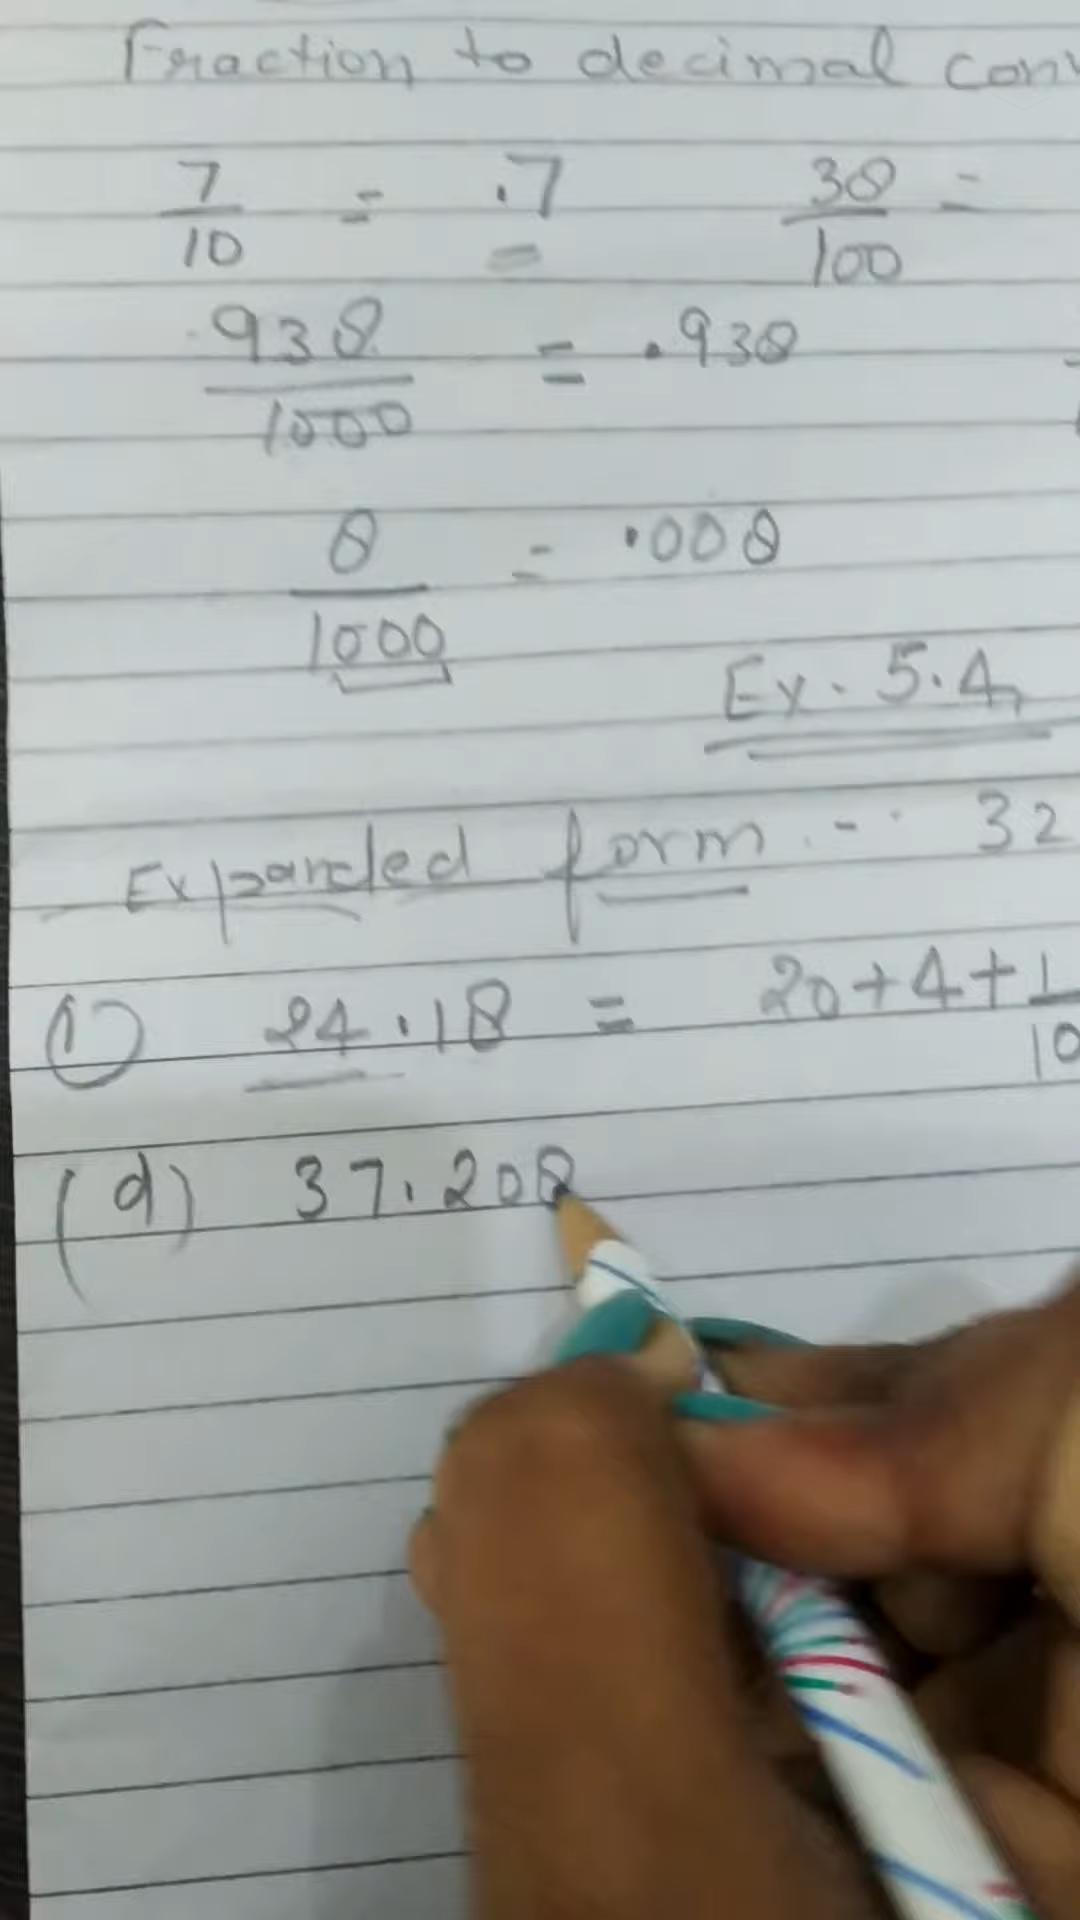 Fraction to decimal conv
7/10 = .7 38/100 =
938/1000 = .938
8/1000 = .008
Ex. 5.4
Expanded form -- 32
① 24.18 = 20+4+1/10
(d) 37.208